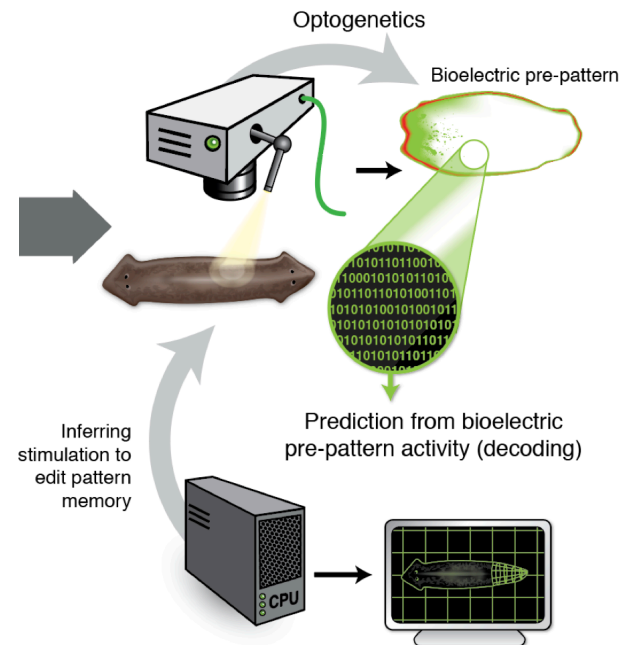 Optogenetics
Bioelectric pre-pattern
Prediction from bioelectric
pre-pattern activity (decoding)
Inferring
stimulation to
edit pattern
memory
CPU